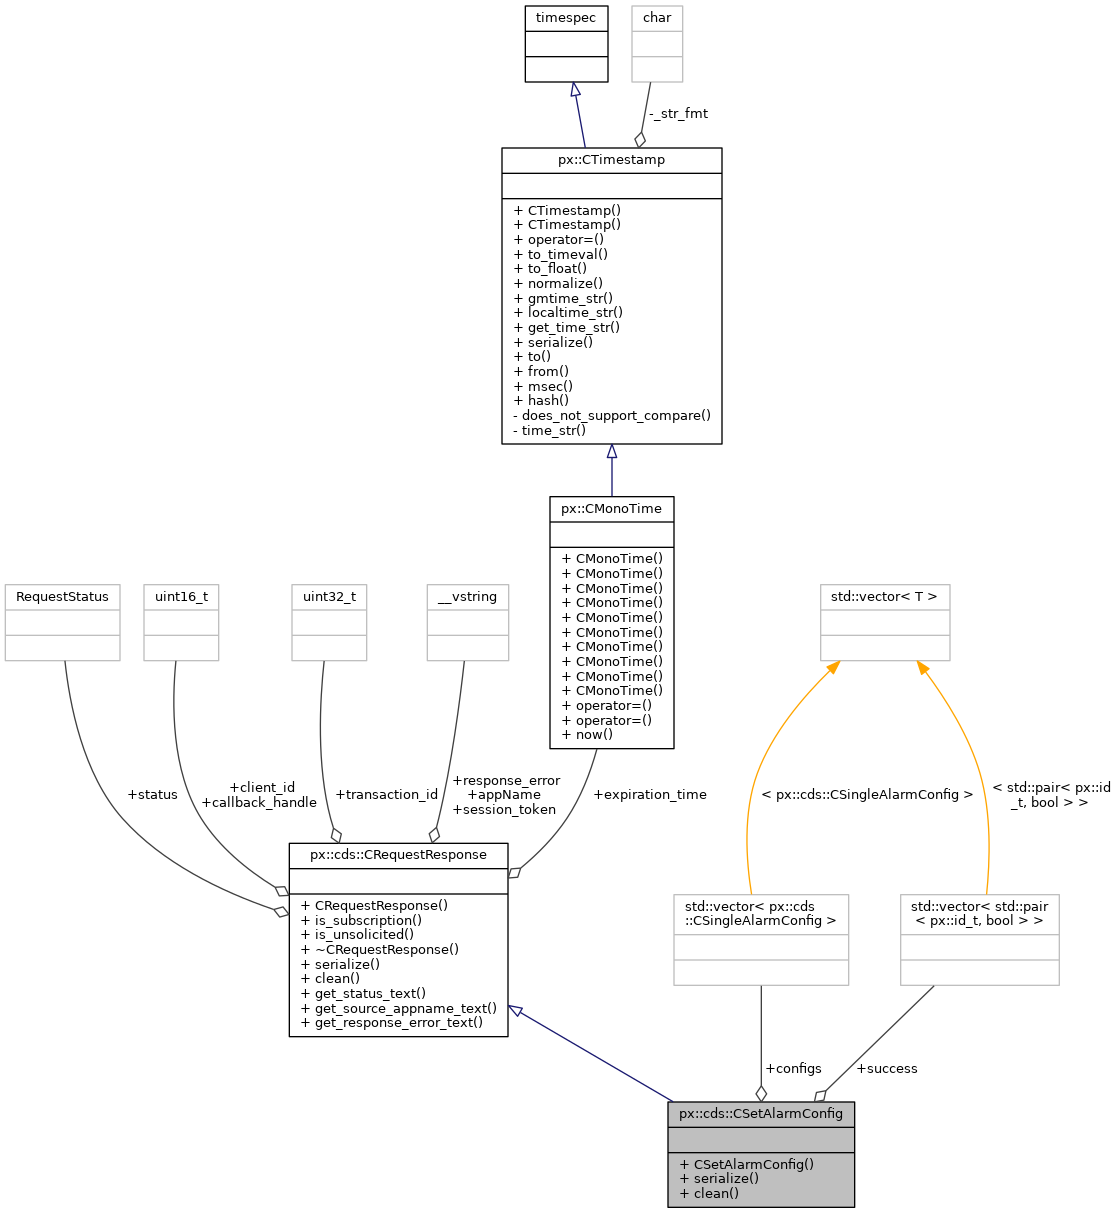 timespec
char
-_str_fmt
px::CTimestamp
+ CTimestamp()
+ CTimestamp()
+ operator=()
+ to_timeval()
+ to_float()
+ normalize()
+ gmtime_str()
+ localtime_str()
+ get_time_str()
+ serialize()
+ to()
+ from()
+ msec()
+ hash()
- does_not_support_compare()
- time_str()
px::CMonoTime
+ CMonoTime()
+ CMonoTime()
+ CMonoTime()
+ CMonoTime()
+ CMonoTime()
+ CMonoTime()
+ CMonoTime()
+ CMonoTime()
+ CMonoTime()
+ CMonoTime()
+ operator=()
+ operator=()
+ now()
RequestStatus
uint16_t
uint32_t
__vstring
std::vector< T >
+status
+client_id
+callback_handle
+transaction_id
+response_error
+appName
+session_token
+expiration_time
< px::cds::CSingleAlarmConfig >
< std::pair< px::id
_t, bool > >
px::cds::CRequestResponse
+ CRequestResponse()
+ is_subscription()
+ is_unsolicited()
+ ~CRequestResponse()
+ serialize()
+ clean()
+ get_status_text()
+ get_source_appname_text()
+ get_response_error_text()
std::vector< px::cds
::CSingleAlarmConfig >
std::vector< std::pair
< px::id_t, bool > >
+configs
+success
px::cds::CSetAlarmConfig
+ CSetAlarmConfig()
+ serialize()
+ clean()